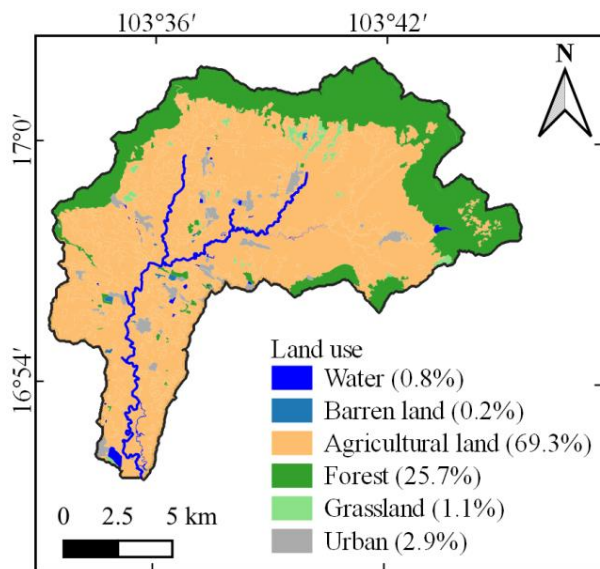 103°36′ 103°42′
N
17°0′
16°54′
Land use
Water (0.8%)
Barren land (0.2%)
Agricultural land (69.3%)
Forest (25.7%)
Grassland (1.1%)
Urban (2.9%)
0 2.5 5 km